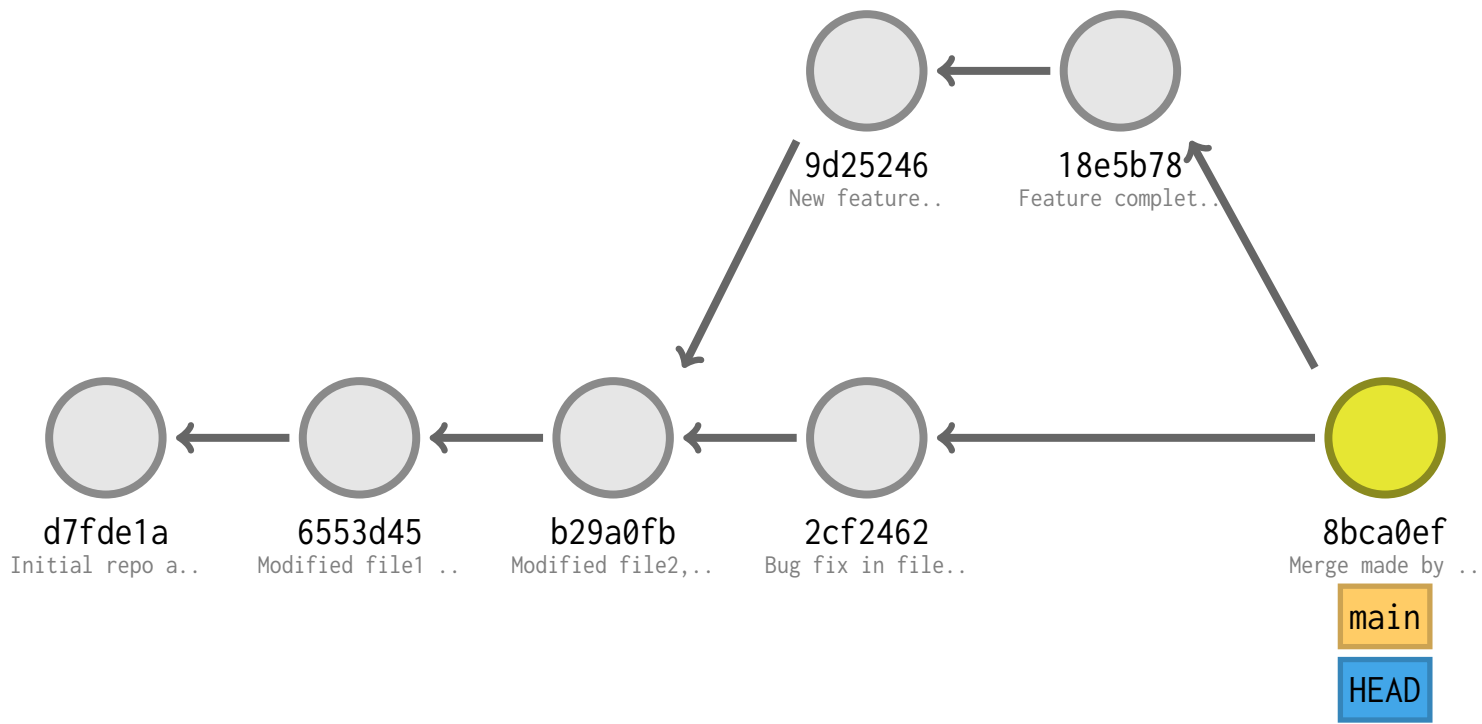 9d25246
New feature..
18e5b78
Feature complet..
d7fde1a
Initial repo a..
6553d45
Modified file1 ..
b29a0fb
Modified file2,..
2cf2462
Bug fix in file..
8bca0ef
Merge made by ..
main
HEAD